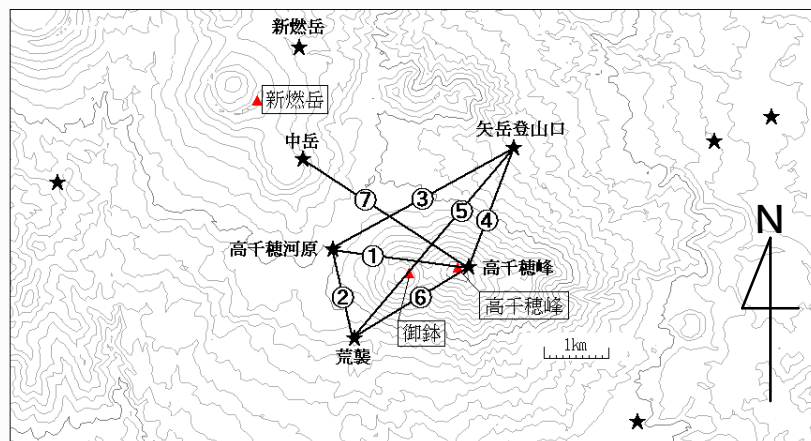 新燃岳
新燃岳
中岳
矢岳登山口
⑦
③
⑤
④
高千穂河原
①
高千穂峰
②
⑥
高千穂峰
御鉢
荒襲
1km
N